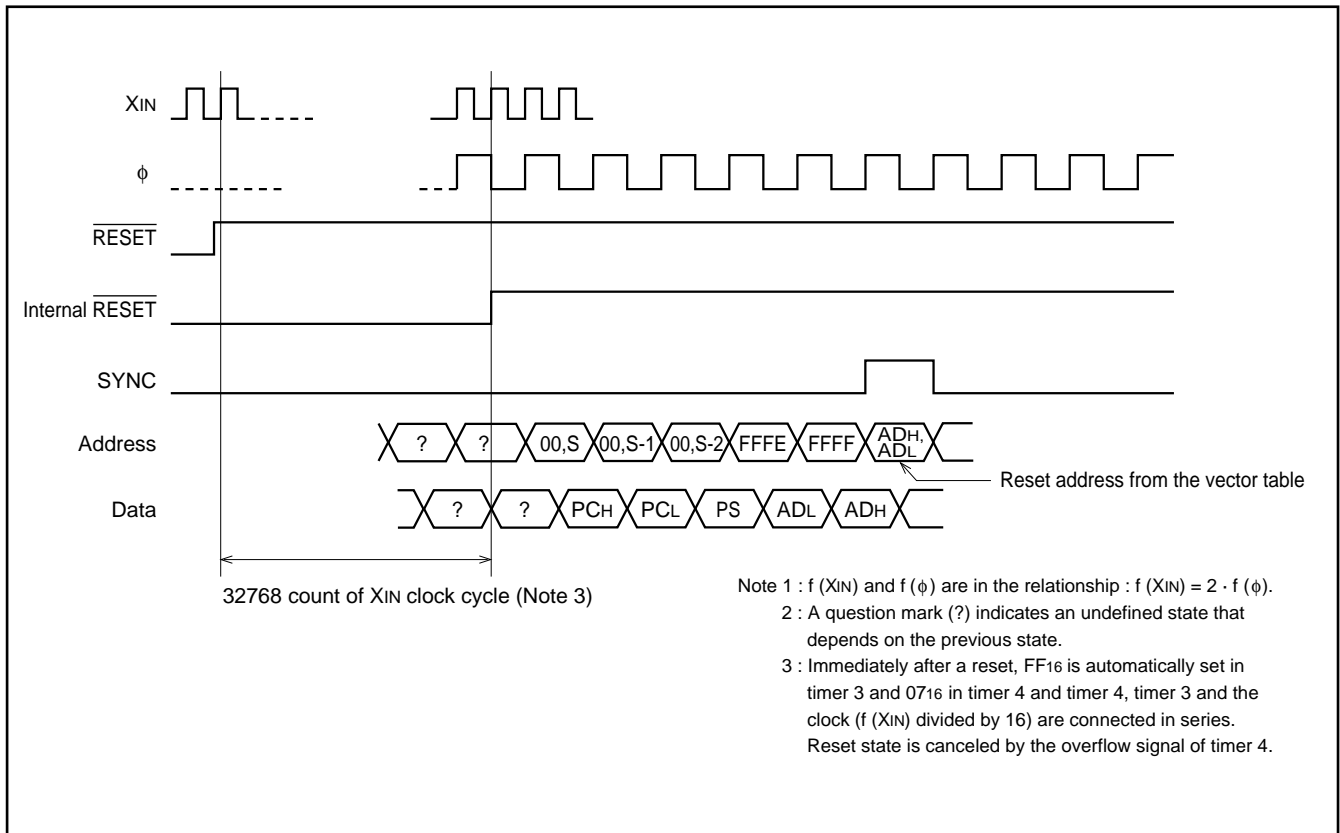 XIN
ϕ
RESET
Internal RESET
SYNC
Address ? ? 00,S 00,S-1 00,S-2 FFFE FFFF ADH, ADL
Reset address from the vector table
Data ? ? PCH PCL PS ADL ADH
32768 count of XIN clock cycle (Note 3)
Note 1 : f (XIN) and f (ϕ) are in the relationship : f (XIN) = 2 · f (ϕ).
2 : A question mark (?) indicates an undefined state that
depends on the previous state.
3 : Immediately after a reset, FF16 is automatically set in
timer 3 and 0716 in timer 4 and timer 4, timer 3 and the
clock (f (XIN) divided by 16) are connected in series.
Reset state is canceled by the overflow signal of timer 4.